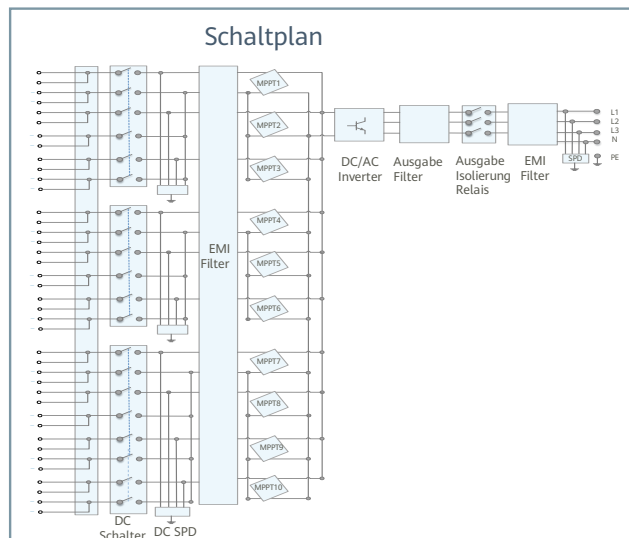 Schaltplan
MPPT1
MPPT2
MPPT3
MPPT4
MPPT5
MPPT6
MPPT7
MPPT8
MPPT9
MPPT10
EMI
Filter
DC
Schalter
DC SPD
DC/AC
Inverter
Ausgabe
Filter
Ausgabe
Isolierung
Relais
EMI
Filter
SPD
L1
L2
L3
N
PE